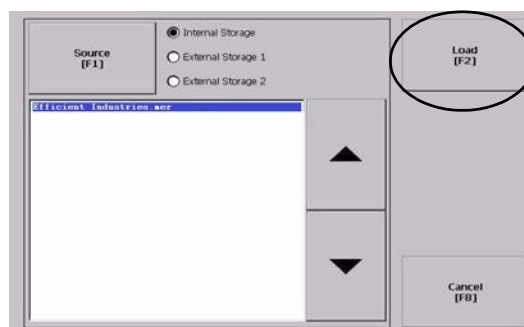 Source
[F1]
Internal Storage
External Storage 1
External Storage 2
Load
[F2]
Efficient Industries.mer
Cancel
[F8]